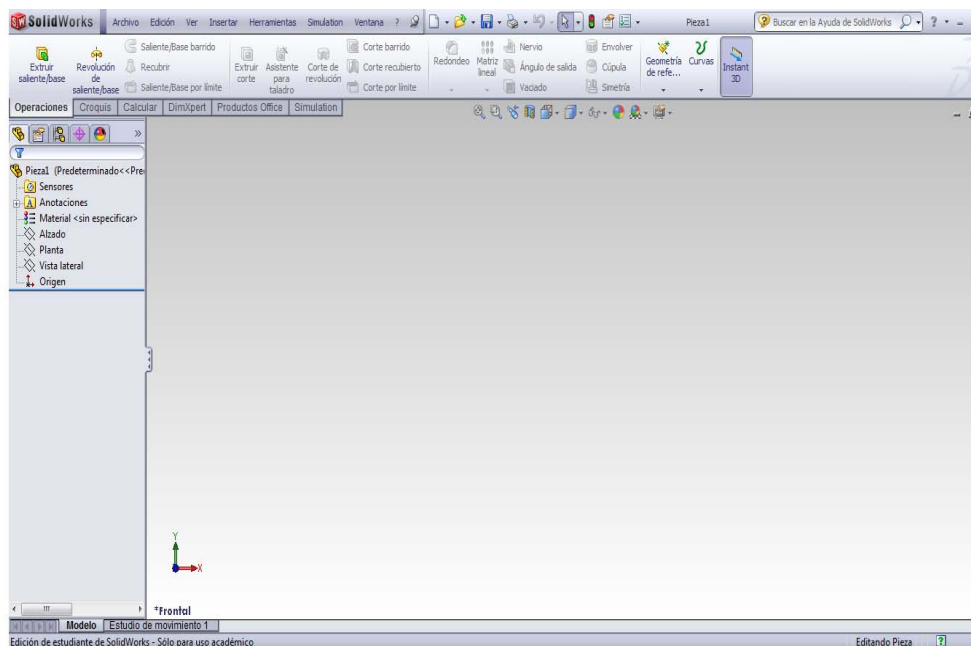 SolidWorks Archivo Edición Ver Insertar Herramientas Simulation Ventana ? Pieza1 Buscar en la Ayuda de SolidWorks ?
Extruir saliente/base
Revolución de saliente/base
Saliente/Base barrido
Recubrir
Saliente/Base por límite
Extruir corte
Asistente para taladro
Corte de revolución
Corte barrido
Corte recubierto
Corte por límite
Redondeo
Matriz lineal
Nervio
Ángulo de salida
Vaciado
Envolver
Cúpula
Simetría
Geometría de refe...
Curvas
Instant 3D
Operaciones Croquis Calcular DimXpert Productos Office Simulation
»
Pieza1 (Predeterminado<<Pre
Sensores
A Anotaciones
Material <sin especificar>
Alzado
Planta
Vista lateral
Origen
Y
X
*Frontal
Modelo Estudio de movimiento 1
Edición de estudiante de SolidWorks - Sólo para uso académico Editando Pieza ?